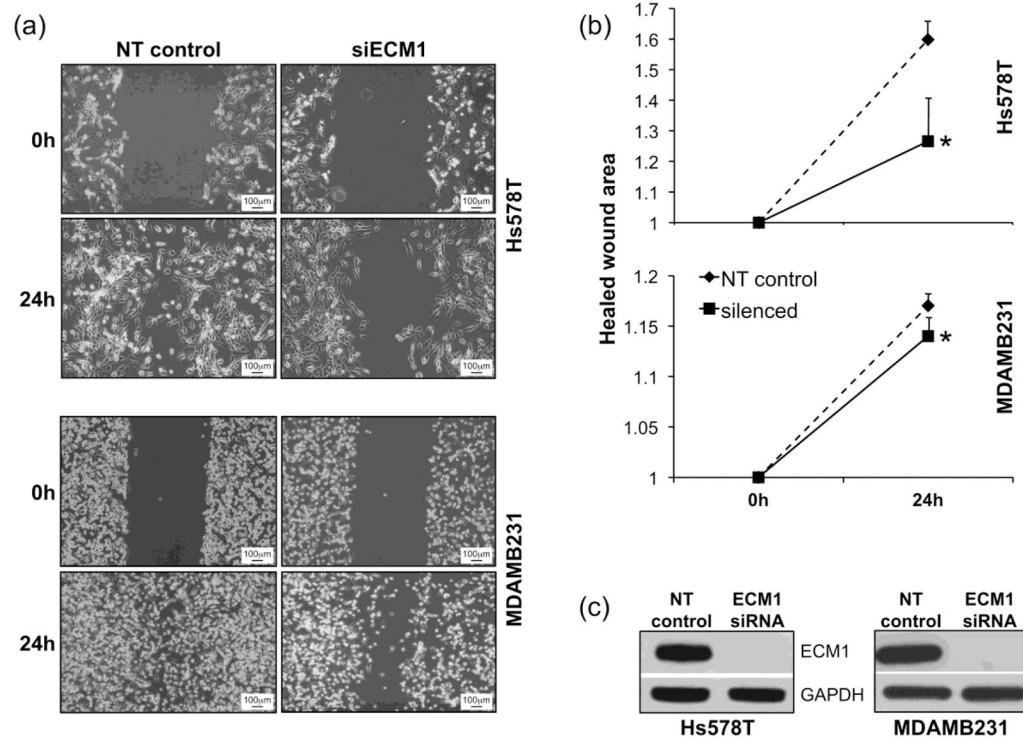 (a)
NT control siECM1
0h
100μm 100μm
Hs578T
24h
100μm 100μm
0h
100μm 100μm
MDAMB231
24h
100μm 100μm
(b)
Healed wound area
1.7
1.6
1.5
1.4
1.3
1.2
1.1
1
*
Hs578T
1.2
1.15
1.1
1.05
1
NT control
silenced
*
MDAMB231
0h 24h
(c)
NT control ECM1 siRNA NT control ECM1 siRNA
ECM1
GAPDH
Hs578T MDAMB231